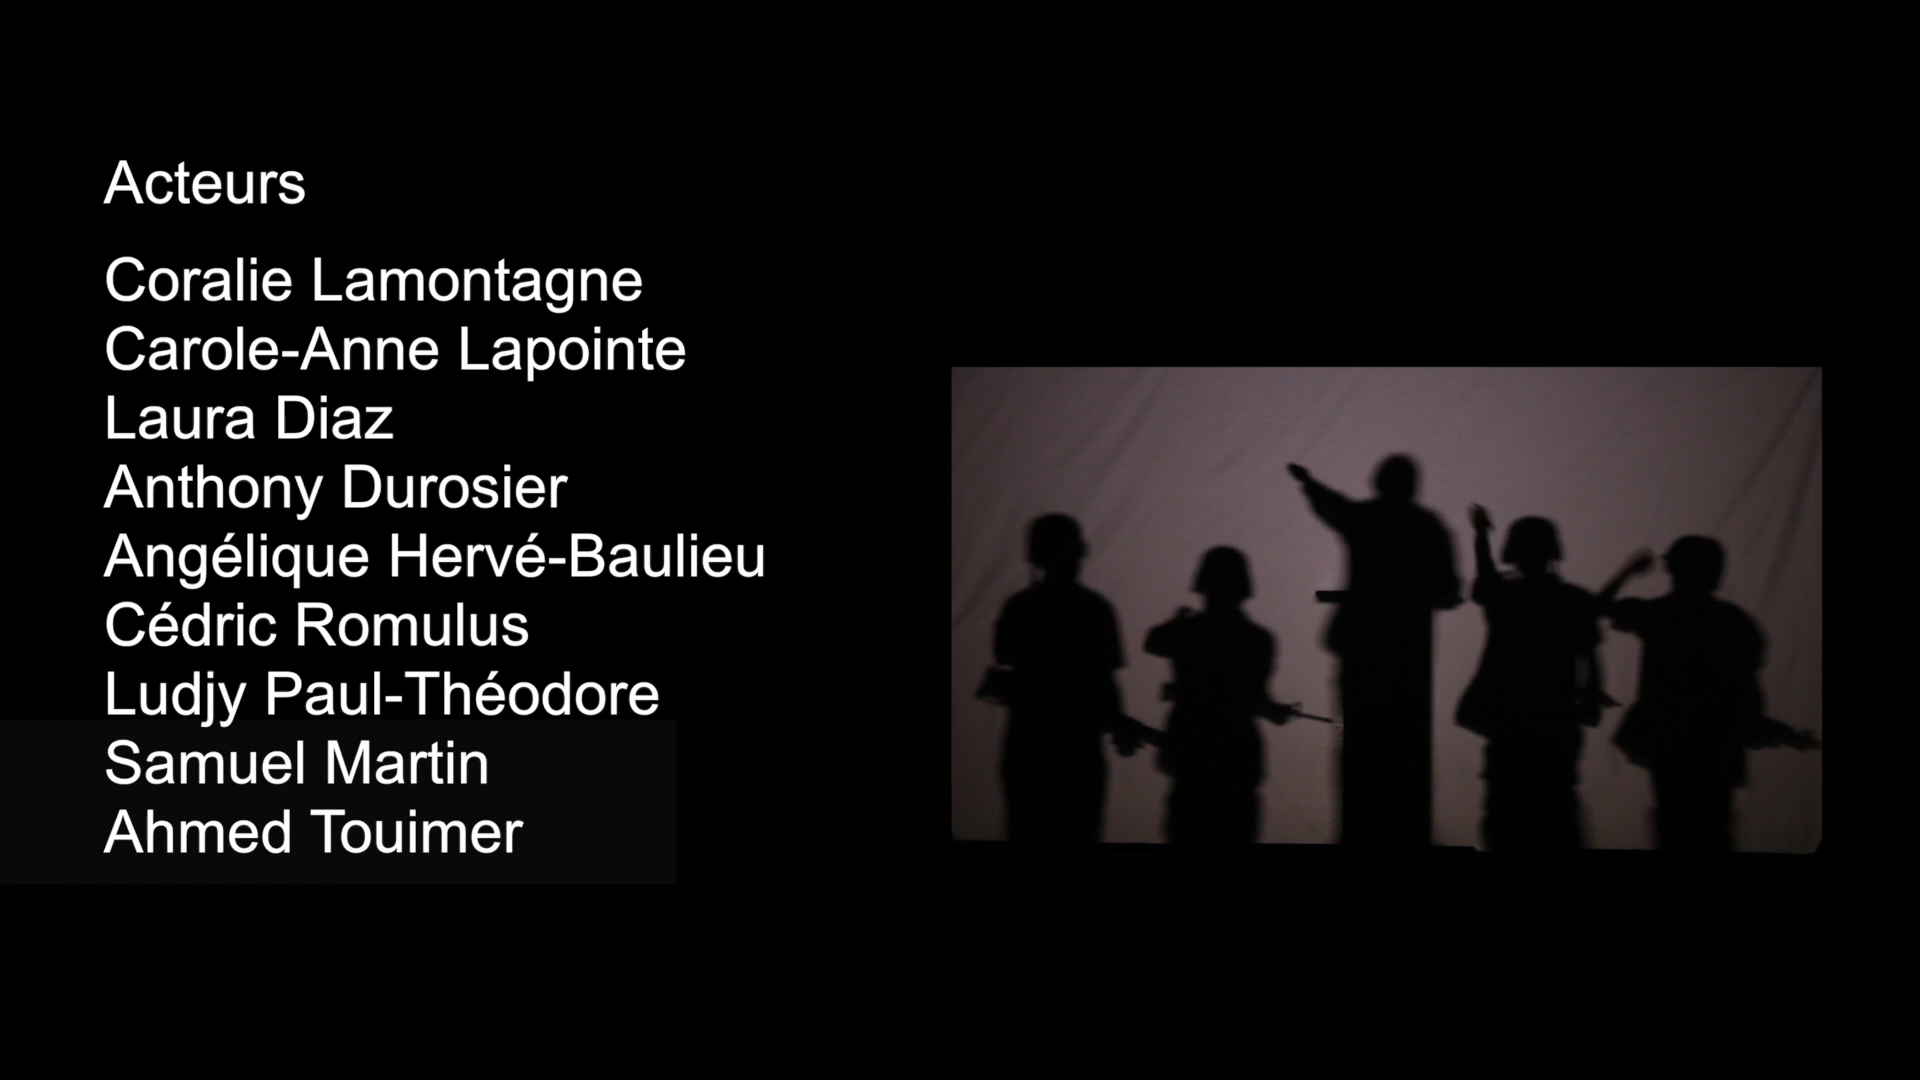 Acteurs
Coralie Lamontagne
Carole-Anne Lapointe
Laura Diaz
Anthony Durosier
Angélique Hervé-Baulieu
Cédric Romulus
Ludjy Paul-Théodore
Samuel Martin
Ahmed Touimer